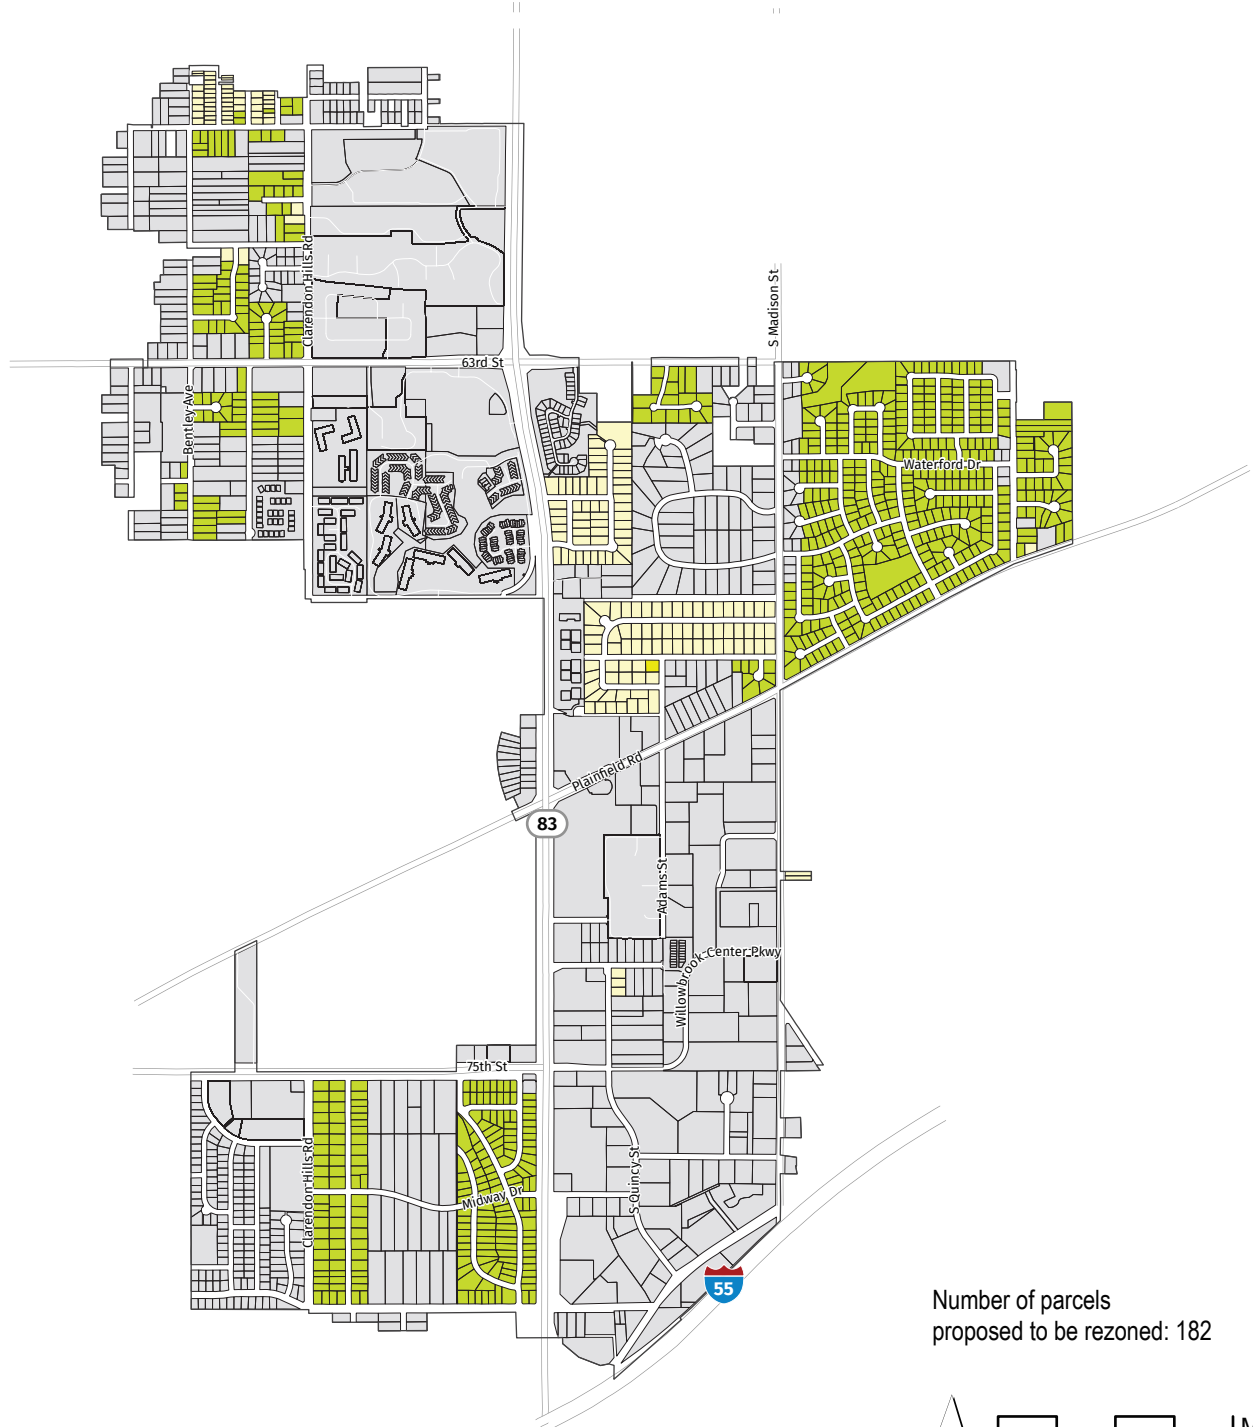 S Madison St
Clarendon Hills Rd
63rd St
Bentley Ave
Waterford Dr
Plainfield Rd
83
Adams St
Willowbrook Center Pkwy
75th St
Clarendon Hills Rd
Midway Dr
S Quincy St
55
Number of parcels
proposed to be rezoned: 182